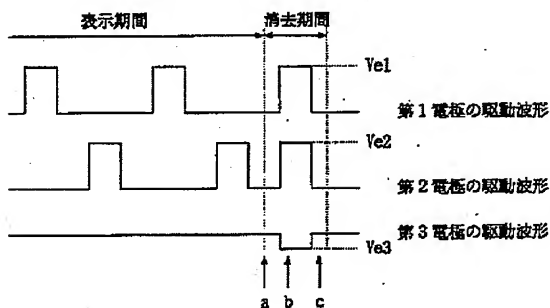 表示期間 消去期間
Ve1
第1電極の駆動波形
Ve2
第2電極の駆動波形
第3電極の駆動波形
Ve3
a b c